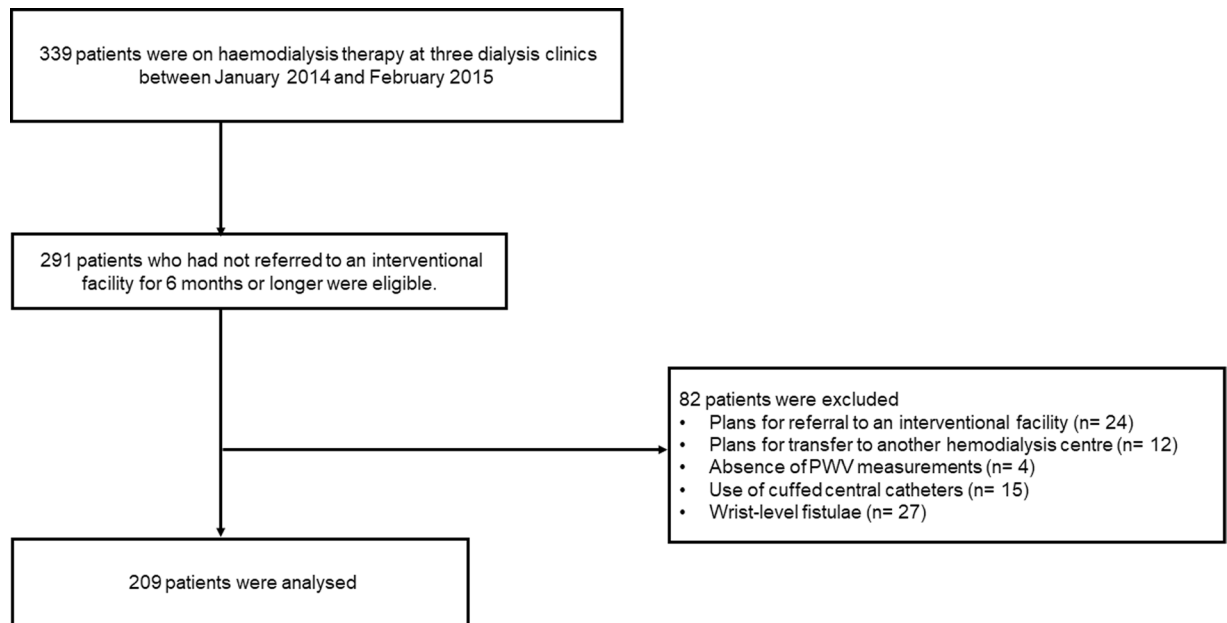 339 patients were on haemodialysis therapy at three dialysis clinics
between January 2014 and February 2015
291 patients who had not referred to an interventional
facility for 6 months or longer were eligible.
82 patients were excluded
• Plans for referral to an interventional facility (n= 24)
• Plans for transfer to another hemodialysis centre (n= 12)
• Absence of PWV measurements (n= 4)
• Use of cuffed central catheters (n= 15)
• Wrist-level fistulae (n= 27)
209 patients were analysed